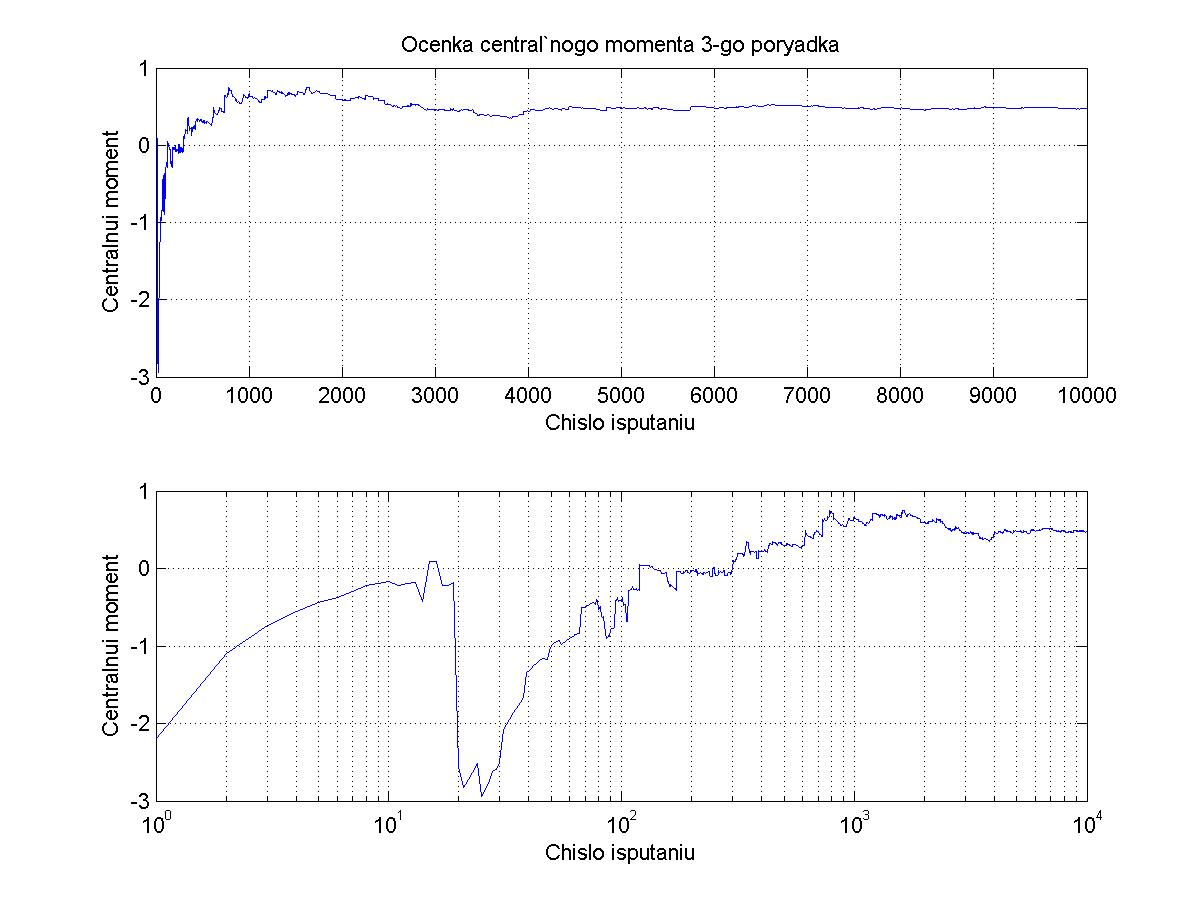 Ocenka central`nogo momenta 3-go poryadka
Centralnui moment
1
0
-1
-2
-3
0 1000 2000 3000 4000 5000 6000 7000 8000 9000 10000
Chislo isputaniu
Centralnui moment
1
0
-1
-2
-3
10^0 10^1 10^2 10^3 10^4
Chislo isputaniu